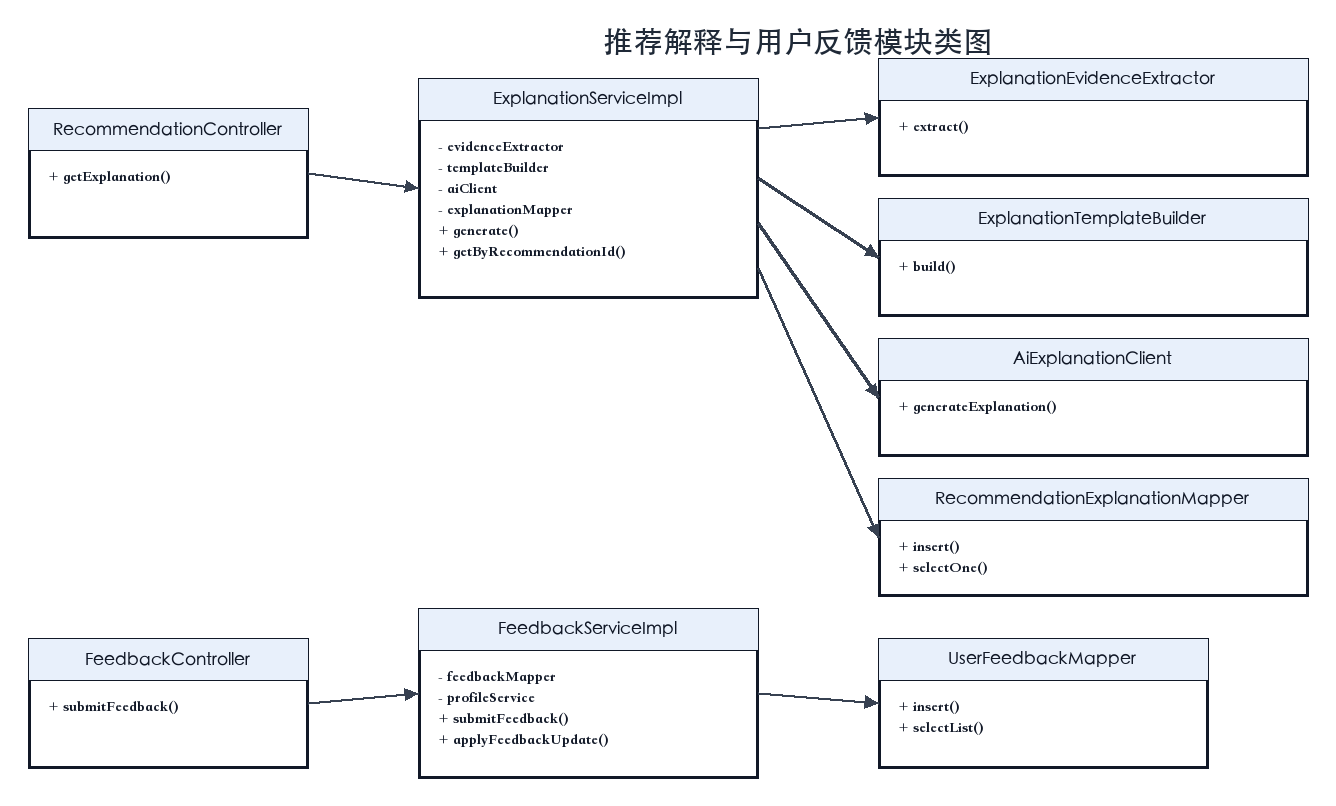 推荐解释与用户反馈模块类图
RecommendationController
+ getExplanation()
ExplanationServiceImpl
- evidenceExtractor
- templateBuilder
- aiClient
- explanationMapper
+ generate()
+ getByRecommendationId()
ExplanationEvidenceExtractor
+ extract()
ExplanationTemplateBuilder
+ build()
AiExplanationClient
+ generateExplanation()
RecommendationExplanationMapper
+ insert()
+ selectOne()
FeedbackController
+ submitFeedback()
FeedbackServiceImpl
- feedbackMapper
- profileService
+ submitFeedback()
+ applyFeedbackUpdate()
UserFeedbackMapper
+ insert()
+ selectList()